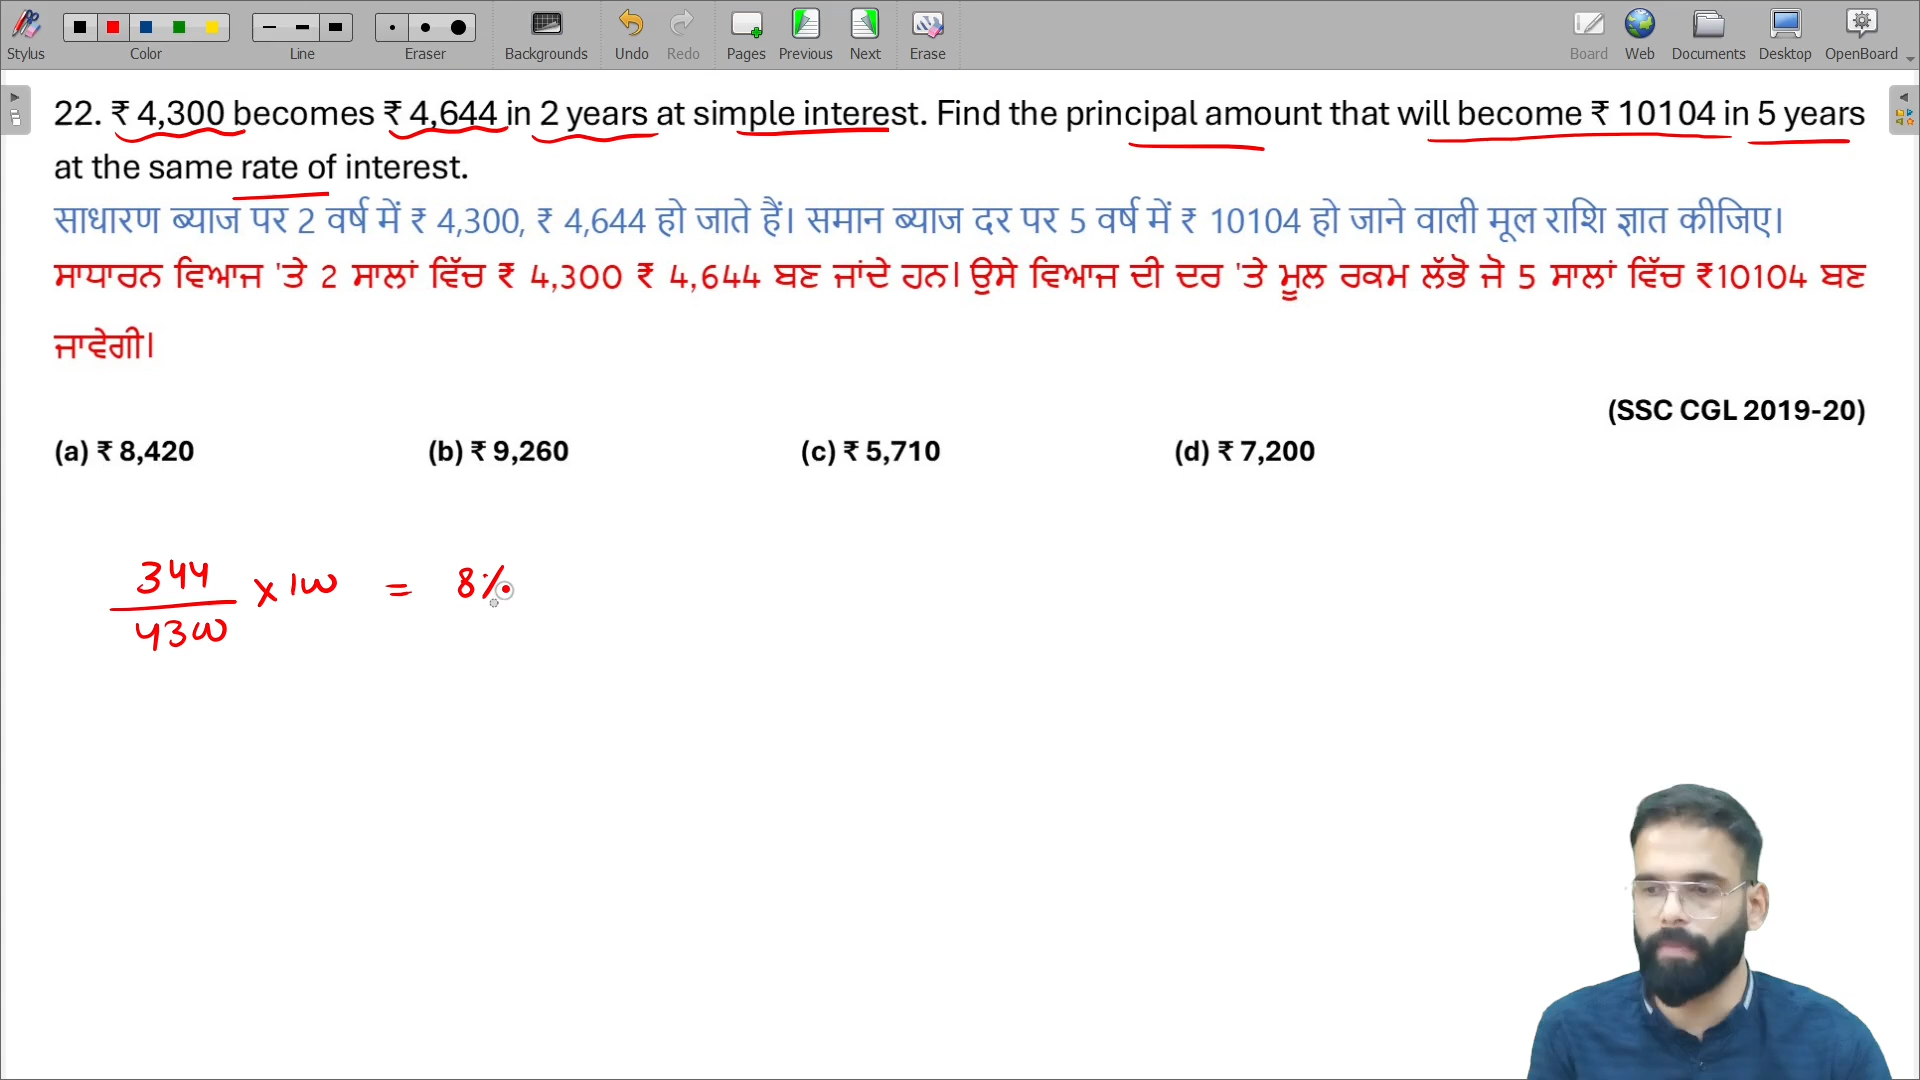 Stylus Color Line Eraser Backgrounds Undo Redo Pages Previous Next Erase Board Web Documents Desktop OpenBoard
22. ₹ 4,300 becomes ₹ 4,644 in 2 years at simple interest. Find the principal amount that will become ₹ 10104 in 5 years
at the same rate of interest.
साधारण ब्याज पर 2 वर्ष में ₹ 4,300, ₹ 4,644 हो जाते हैं। समान ब्याज दर पर 5 वर्ष में ₹ 10104 हो जाने वाली मूल राशि ज्ञात कीजिए।
ਸਾਧਾਰਨ ਵਿਆਜ 'ਤੇ 2 ਸਾਲਾਂ ਵਿੱਚ ₹ 4,300 ₹ 4,644 ਬਣ ਜਾਂਦੇ ਹਨ। ਉਸੇ ਵਿਆਜ ਦੀ ਦਰ 'ਤੇ ਮੂਲ ਰਕਮ ਲੱਭੋ ਜੋ 5 ਸਾਲਾਂ ਵਿੱਚ ₹10104 ਬਣ
ਜਾਵੇਗੀ।
(SSC CGL 2019-20)
(a) ₹ 8,420 (b) ₹ 9,260 (c) ₹ 5,710 (d) ₹ 7,200
344
× 100 = 8%
4300